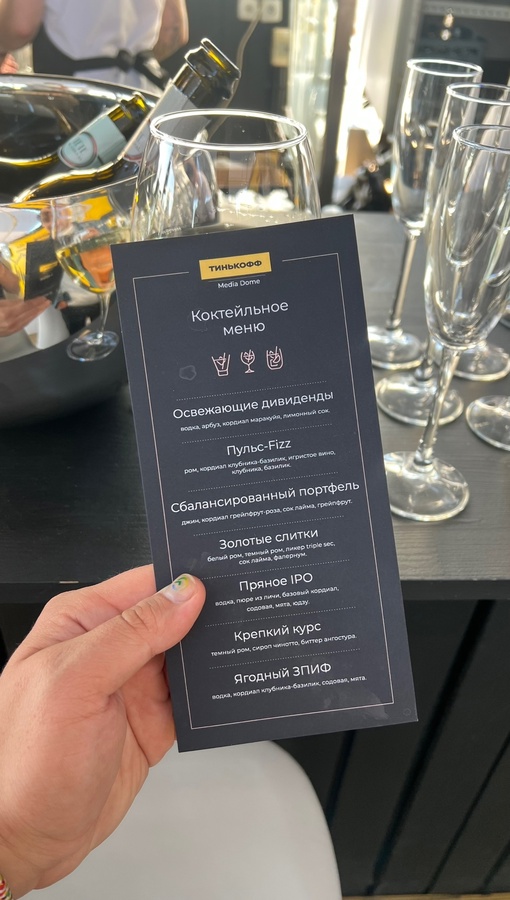 ТИНЬКОФФ
Media Dome
Коктейльное
меню
Освежающие дивиденды
водка, арбуз, кордиал маракуйя, лимонный сок.
Пульс-Fizz
ром, кордиал клубника-базилик, игристое вино,
клубника, базилик.
Сбалансированный портфель
джин, кордиал грейпфрут-роза, сок лайма, грейпфрут.
Золотые слитки
белый ром, темный ром, ликер triple sec,
сок лайма, фалернум.
Пряное IPO
водка, пюре из личи, базовый кордиал,
содовая, мята, юдзу.
Крепкий курс
темный ром, сироп чинотто, биттер ангостура.
Ягодный ЗПИФ
водка, кордиал клубника-базилик, содовая, мята.